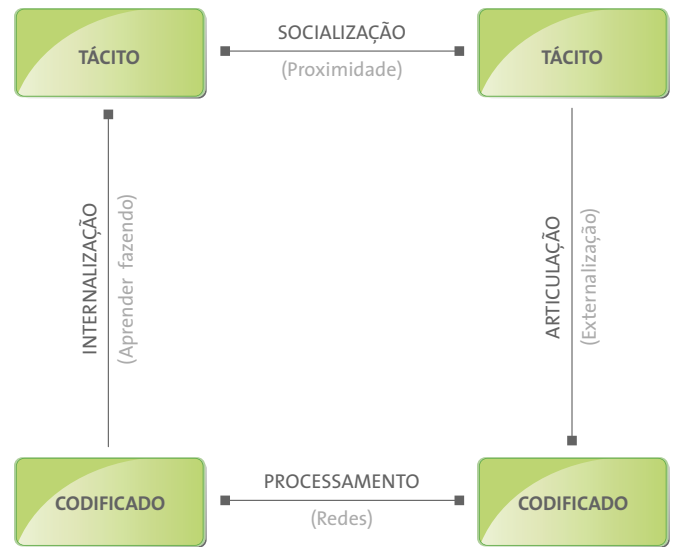 TÁCITO
SOCIALIZAÇÃO
(Proximidade)
TÁCITO
INTERNALIZAÇÃO
(Aprender fazendo)
ARTICULAÇÃO
(Externalização)
CODIFICADO
PROCESSAMENTO
(Redes)
CODIFICADO